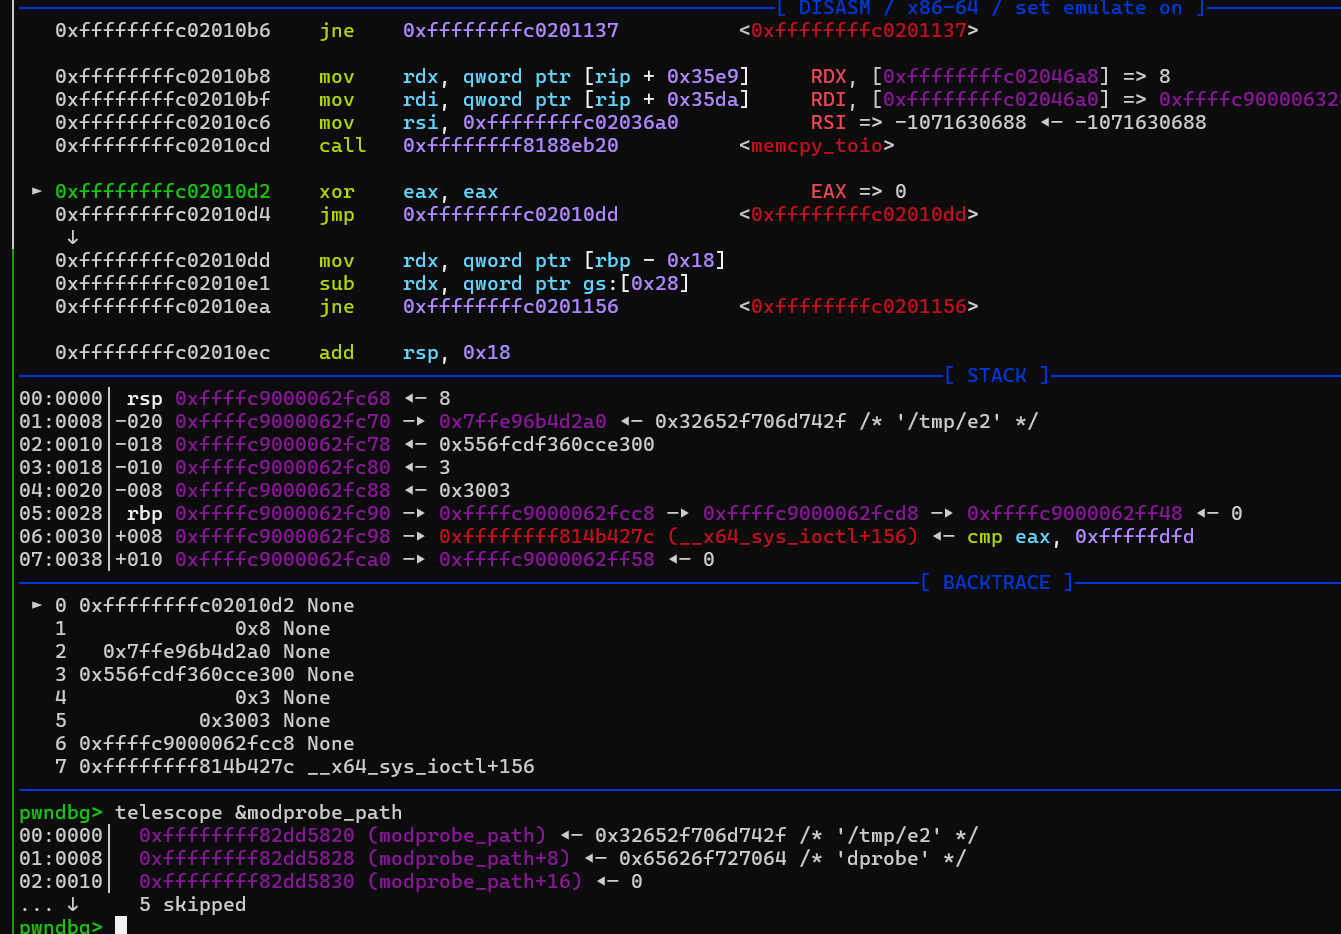 [ DISASM / x86-64 / set emulate on ]
0xffffffffc02010b6 jne 0xffffffffc0201137 <0xffffffffc0201137>
0xffffffffc02010b8 mov rdx, qword ptr [rip + 0x35e9] RDX, [0xffffffffc02046a8] => 8
0xffffffffc02010bf mov rdi, qword ptr [rip + 0x35da] RDI, [0xffffffffc02046a0] => 0xffffc90000632
0xffffffffc02010c6 mov rsi, 0xffffffffc02036a0 RSI => -1071630688 ◂— -1071630688
0xffffffffc02010cd call 0xffffffff8188eb20 <memcpy_toio>
► 0xffffffffc02010d2 xor eax, eax EAX => 0
0xffffffffc02010d4 jmp 0xffffffffc02010dd <0xffffffffc02010dd>
↓
0xffffffffc02010dd mov rdx, qword ptr [rbp - 0x18]
0xffffffffc02010e1 sub rdx, qword ptr gs:[0x28]
0xffffffffc02010ea jne 0xffffffffc0201156 <0xffffffffc0201156>
0xffffffffc02010ec add rsp, 0x18
[ STACK ]
00:0000│ rsp 0xffffc9000062fc68 ◂— 8
01:0008│-020 0xffffc9000062fc70 —▸ 0x7ffe96b4d2a0 ◂— 0x32652f706d742f /* '/tmp/e2' */
02:0010│-018 0xffffc9000062fc78 ◂— 0x556fcdf360cce300
03:0018│-010 0xffffc9000062fc80 ◂— 3
04:0020│-008 0xffffc9000062fc88 ◂— 0x3003
05:0028│ rbp 0xffffc9000062fc90 —▸ 0xffffc9000062fcc8 —▸ 0xffffc9000062fcd8 —▸ 0xffffc9000062ff48 ◂— 0
06:0030│+008 0xffffc9000062fc98 —▸ 0xffffffff814b427c (__x64_sys_ioctl+156) ◂— cmp eax, 0xfffffdfd
07:0038│+010 0xffffc9000062fca0 —▸ 0xffffc9000062ff58 ◂— 0
[ BACKTRACE ]
► 0 0xffffffffc02010d2 None
1 0x8 None
2 0x7ffe96b4d2a0 None
3 0x556fcdf360cce300 None
4 0x3 None
5 0x3003 None
6 0xffffc9000062fcc8 None
7 0xffffffff814b427c __x64_sys_ioctl+156
pwndbg> telescope &modprobe_path
00:0000│ 0xffffffff82dd5820 (modprobe_path) ◂— 0x32652f706d742f /* '/tmp/e2' */
01:0008│ 0xffffffff82dd5828 (modprobe_path+8) ◂— 0x65626f727064 /* 'dprobe' */
02:0010│ 0xffffffff82dd5830 (modprobe_path+16) ◂— 0
... ↓ 5 skipped
pwndbg>